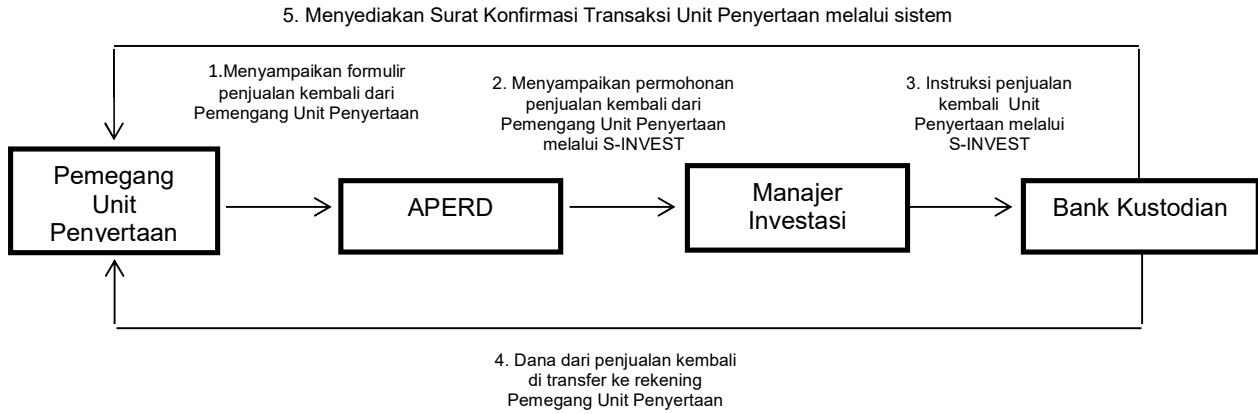 5. Menyediakan Surat Konfirmasi Transaksi Unit Penyertaan melalui sistem
1.Menyampaikan formulir
penjualan kembali dari
Pemengang Unit Penyertaan
2. Menyampaikan permohonan
penjualan kembali dari
Pemengang Unit Penyertaan
melalui S-INVEST
3. Instruksi penjualan
kembali Unit
Penyertaan melalui
S-INVEST
Pemegang
Unit
Penyertaan
APERD
Manajer
Investasi
Bank Kustodian
4. Dana dari penjualan kembali
di transfer ke rekening
Pemegang Unit Penyertaan